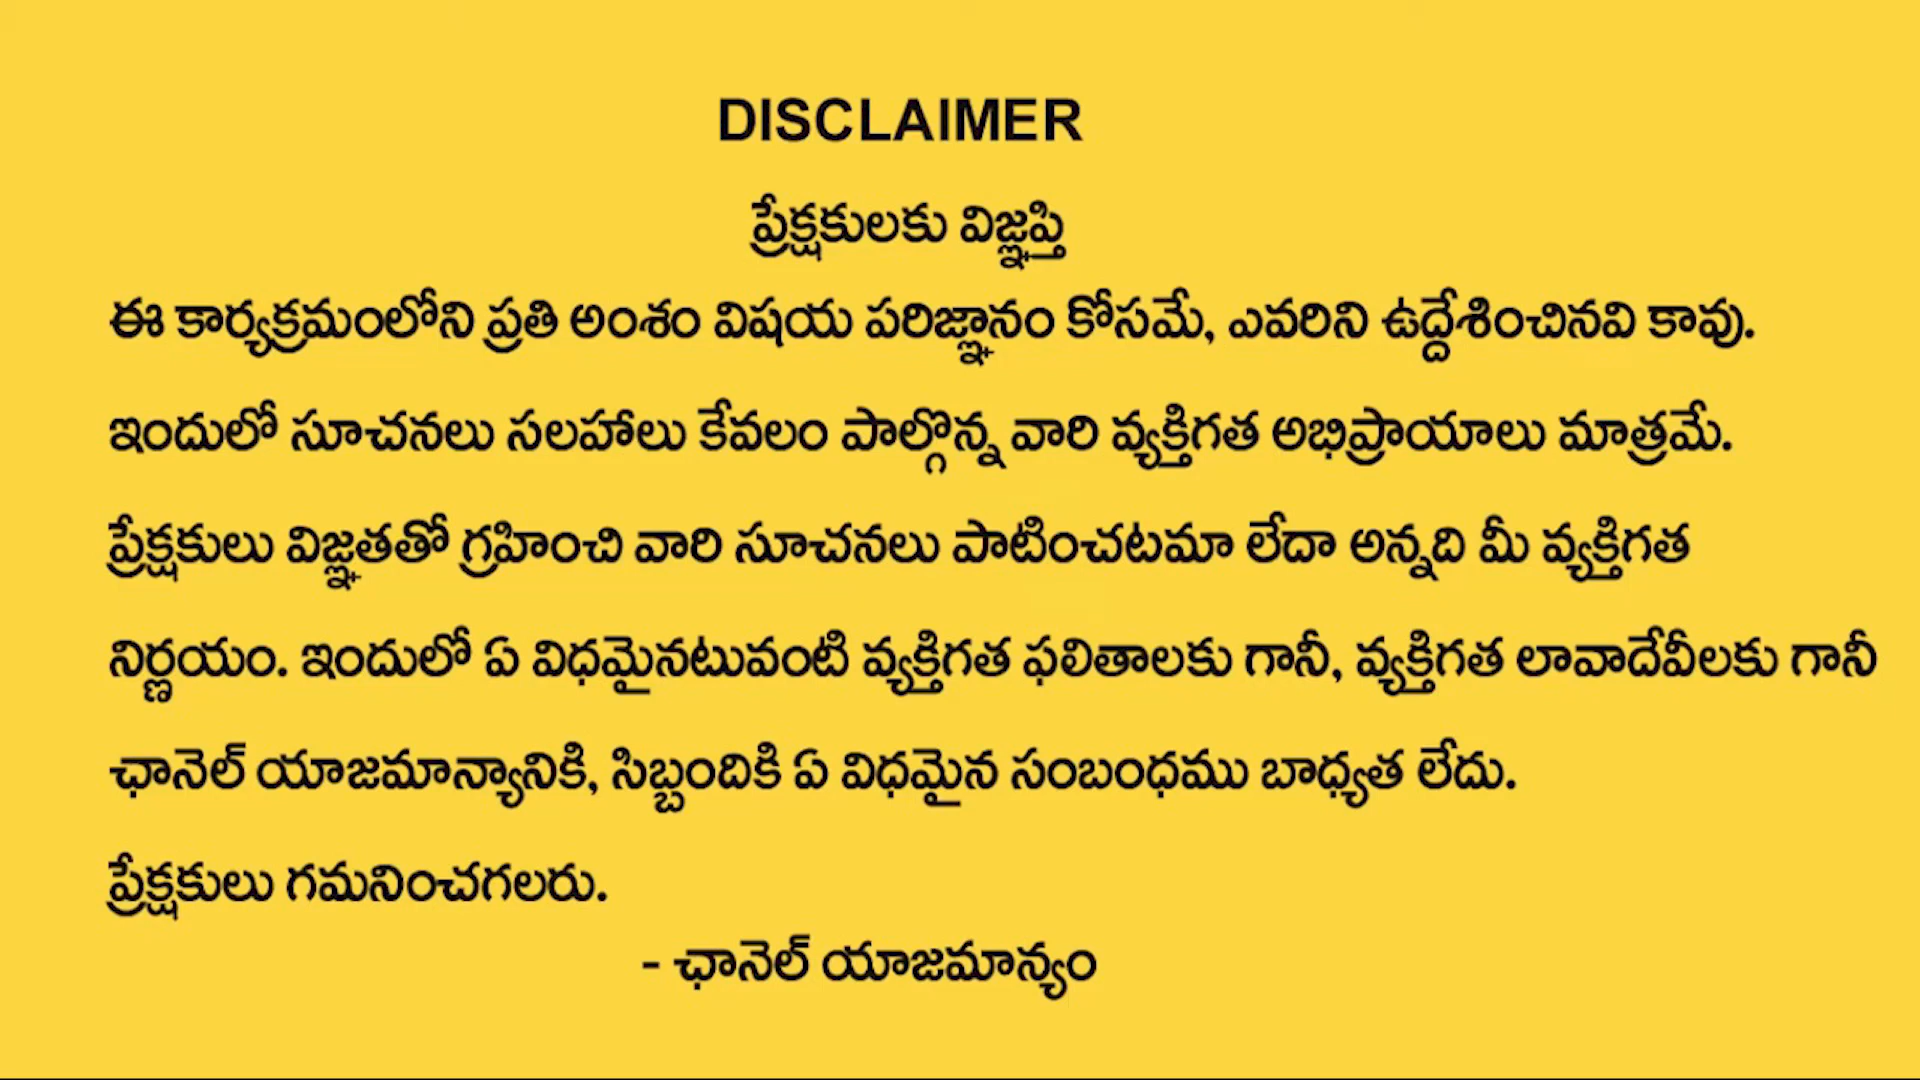 DISCLAIMER
ప్రేక్షకులకు విజ్ఞప్తి
ఈ కార్యక్రమంలోని ప్రతి అంశం విషయ పరిజ్ఞానం కోసమే, ఎవరిని ఉద్దేశించినవి కావు.
ఇందులో సూచనలు సలహాలు కేవలం పాల్గొన్న వారి వ్యక్తిగత అభిప్రాయాలు మాత్రమే.
ప్రేక్షకులు విజ్ఞతతో గ్రహించి వారి సూచనలు పాటించటమా లేదా అన్నది మీ వ్యక్తిగత
నిర్ణయం. ఇందులో ఏ విధమైనటువంటి వ్యక్తిగత ఫలితాలకు గానీ, వ్యక్తిగత లావాదేవీలకు గానీ
ఛానెల్ యాజమాన్యానికి, సిబ్బందికి ఏ విధమైన సంబంధము బాధ్యత లేదు.
ప్రేక్షకులు గమనించగలరు.
- ఛానెల్ యాజమాన్యం